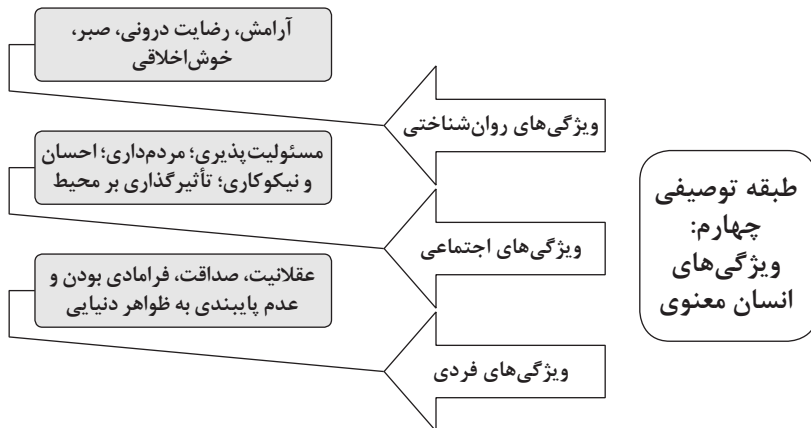 طبقه توصیفی
چهارم:
ویژگی‌های
انسان معنوی
ویژگی‌های روان‌شناختی
آرامش، رضایت درونی، صبر،
خوش‌اخلاقی
ویژگی‌های اجتماعی
مسئولیت‌پذیری؛ مردم‌داری؛ احسان
و نیکوکاری؛ تأثیرگذاری بر محیط
ویژگی‌های فردی
عقلانیت، صداقت، فرامادی بودن و
عدم پایبندی به ظواهر دنیایی